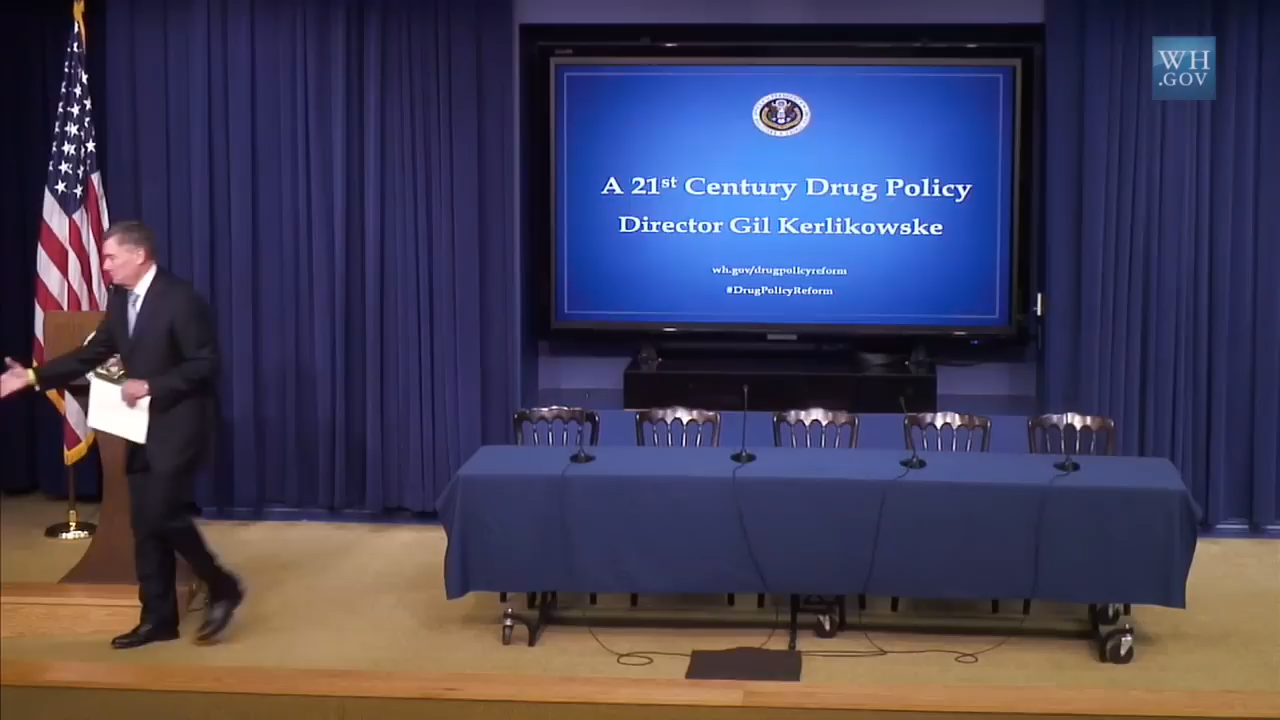 WH
.GOV
A 21st Century Drug Policy
Director Gil Kerlikowske
wh.gov/drugpolicyreform
#DrugPolicyReform